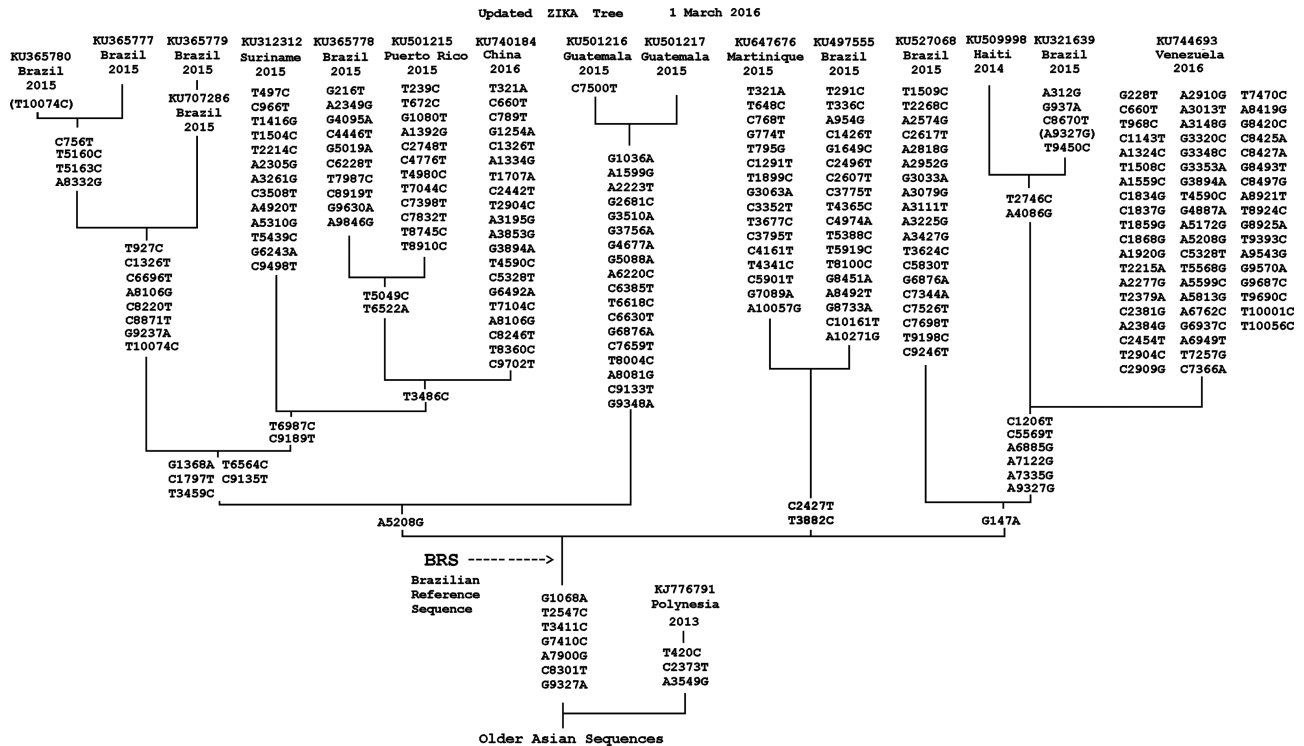 Updated ZIKA Tree 1 March 2016
KU365780
Brazil
2015
(T10074C)
KU365777
Brazil
2015
C756T
T5160C
T5163C
A8332G
KU365779
Brazil
2015
KU707286
Brazil
2015
T927C
C1326T
C6696T
A8106G
C8220T
C8871T
G9237A
T10074C
KU312312
Suriname
2015
T497C
C966T
T1416G
T1504C
T2214C
A2305G
A3261G
C3508T
A4920T
A5310G
T5439C
G6243A
C9498T
KU365778
Brazil
2015
G216T
A2349G
G4095A
C4446T
G5019A
C6228T
T7987C
C8919T
G9630A
A9846G
KU501215
Puerto Rico
2015
T239C
T672C
G1080T
A1392G
C2748T
C4776T
T4980C
T7044C
C7398T
C7832T
T8745C
T8910C
T5049C
T6522A
KU740184
China
2016
T321A
C660T
C789T
G1254A
C1326T
A1334G
T1707A
C2442T
T2904C
A3195G
A3853G
G3894A
T4590C
C5328T
G6492A
T7104C
A8106G
C8246T
T8360C
C9702T
T3486C
T6987C
C9189T
G1368A T6564C
C1797T C9135T
T3459C
KU501216
Guatemala
2015
C7500T
KU501217
Guatemala
2015
G1036A
A1599G
A2223T
G2681C
G3510A
G3756A
G4677A
G5088A
A6220C
C6385T
T6618C
C6630T
G6876A
C7659T
T8004C
A8081G
C9133T
G9348A
A5208G
KU647676
Martinique
2015
T321A
T648C
C768T
G774T
T795G
C1291T
T1899C
G3063A
C3352T
T3677C
C3795T
C4161T
T4341C
C5901T
G7089A
A10057G
KU497555
Brazil
2015
T291C
T336C
A954G
C1426T
G1649C
C2496T
C2607T
C3775T
T4365C
C4974A
T5388C
T5919C
T8100C
G8451A
A8492T
G8733A
C10161T
A10271G
C2427T
T3882C
KU527068
Brazil
2015
T1509C
T2268C
A2574G
C2617T
A2818G
A2952G
G3033A
A3079G
A3111T
A3225G
A3427G
T3624C
C5830T
G6876A
C7344A
C7526T
C7698T
T9198C
C9246T
KU509998
Haiti
2014
KU321639
Brazil
2015
A312G
G937A
C8670T
(A9327G)
T9450C
T2746C
A4086G
KU744693
Venezuela
2016
G228T A2910G T7470C
C660T A3013T A8419G
T968C A3148G G8420C
C1143T G3320C C8425A
A1324C G3348C C8427A
T1508C G3353A G8493T
A1559C G3894A C8497G
C1834G T4590C A8921T
C1837G G4887A T8924C
T1859G A5172G G8925A
C1868G A5208G T9393C
A1920G C5328T A9543G
T2215A T5568G G9570A
A2277G A5599C G9687C
T2379A A5813G T9690C
C2381G A6762C T10001C
A2384G G6937C T10056C
C2454T A6949T
T2904C T7257G
C2909G C7366A
C1206T
C5569T
A6885G
A7122G
A7335G
A9327G
G147A
BRS
Brazilian
Reference
Sequence
G1068A
T2547C
T3411C
G7410C
A7900G
C8301T
G9327A
KJ776791
Polynesia
2013
T420C
C2373T
A3549G
Older Asian Sequences